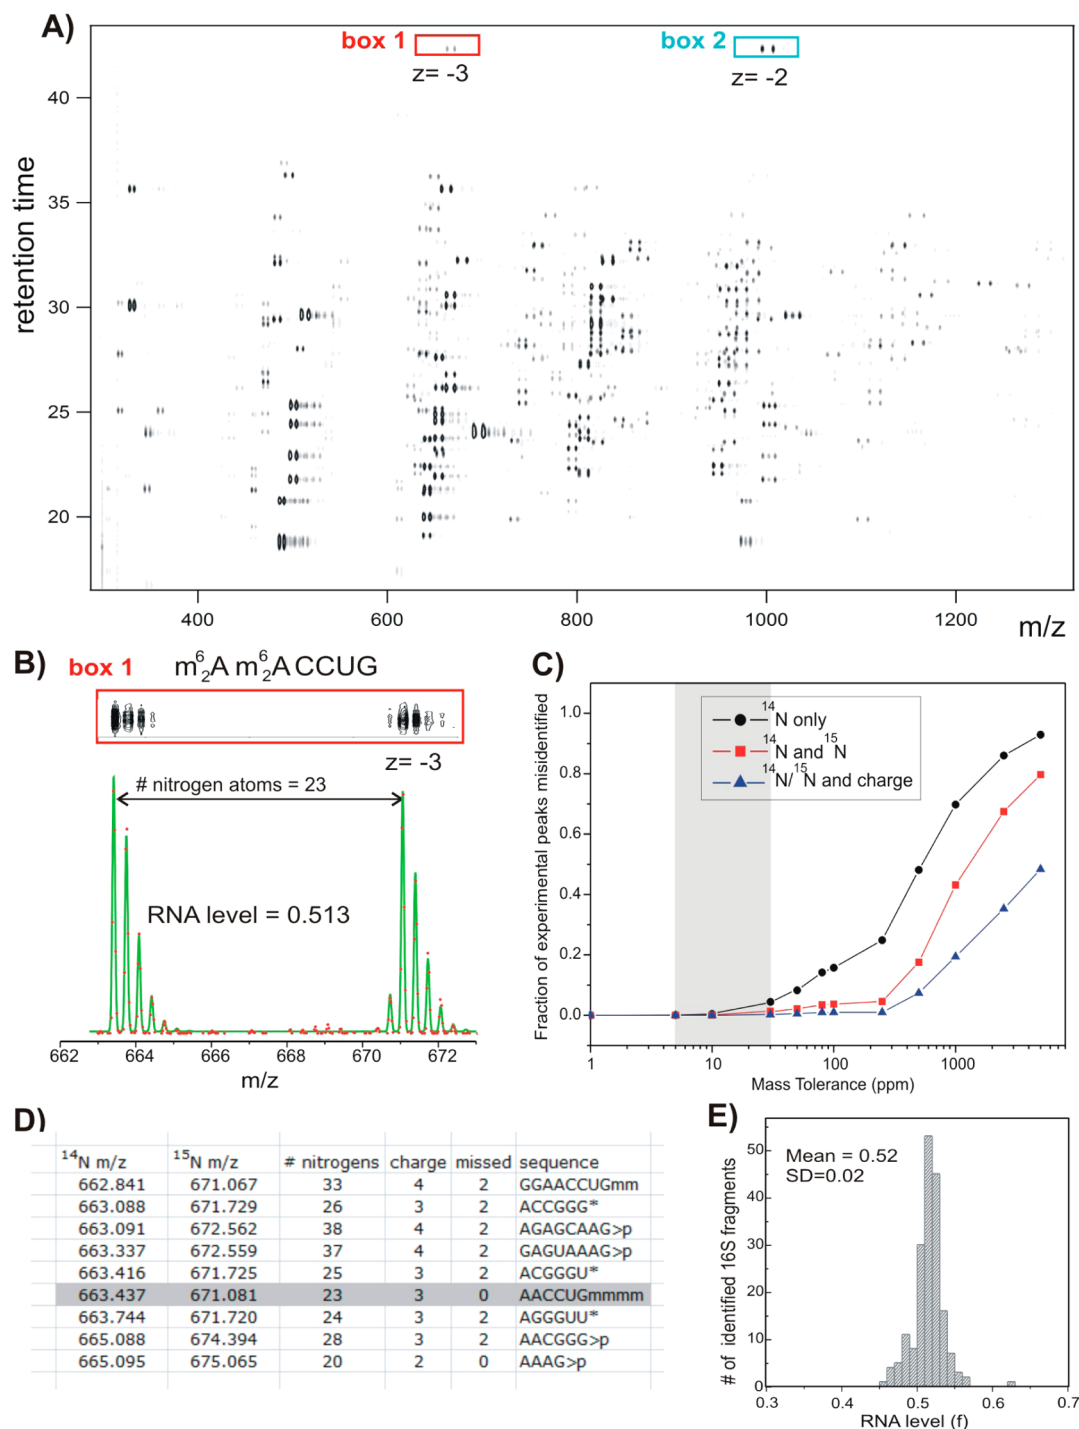 A)
box 1
box 2
z= -3
z= -2
40
35
30
25
20
retention time
400
600
800
1000
1200
m/z
B) box 1 m⁶₂A m⁶₂A CCUG
z= -3
# nitrogen atoms = 23
RNA level = 0.513
662
664
666
668
670
672
m/z
C)
¹⁴N only
¹⁴N and ¹⁵N
¹⁴N/ ¹⁵N and charge
1.0
0.8
0.6
0.4
0.2
0.0
Fraction of experimental peaks misidentified
1
10
100
1000
Mass Tolerance (ppm)
D)
¹⁴N m/z ¹⁵N m/z # nitrogens charge missed sequence
662.841 671.067 33 4 2 GGAACCUGmm
663.088 671.729 26 3 2 ACCGGG*
663.091 672.562 38 4 2 AGAGCAAG>p
663.337 672.559 37 4 2 GAGUAAAG>p
663.416 671.725 25 3 2 ACGGGU*
663.437 671.081 23 3 0 AACCUGmmmm
663.744 671.720 24 3 2 AGGGUU*
665.088 674.394 28 3 2 AACGGG>p
665.095 675.065 20 2 0 AAAG>p
E)
Mean = 0.52
SD=0.02
50
40
30
20
10
0
# of identified 16S fragments
0.3
0.4
0.5
0.6
0.7
RNA level (f)